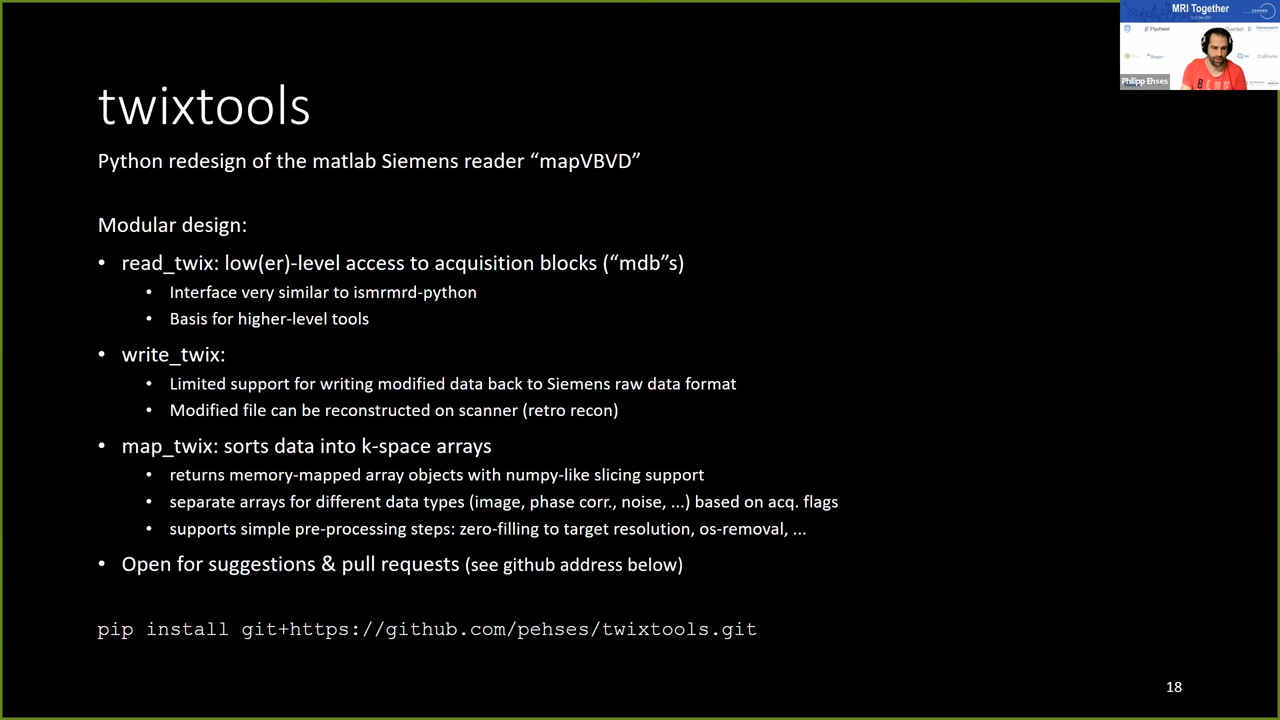 MRI Together
Flywheel
Philipp Ehses
twixtools
Python redesign of the matlab Siemens reader “mapVBVD”
Modular design:
• read_twix: low(er)-level access to acquisition blocks (“mdb”s)
• Interface very similar to ismrmrd-python
• Basis for higher-level tools
• write_twix:
• Limited support for writing modified data back to Siemens raw data format
• Modified file can be reconstructed on scanner (retro recon)
• map_twix: sorts data into k-space arrays
• returns memory-mapped array objects with numpy-like slicing support
• separate arrays for different data types (image, phase corr., noise, ...) based on acq. flags
• supports simple pre-processing steps: zero-filling to target resolution, os-removal, ...
• Open for suggestions & pull requests (see github address below)
pip install git+https://github.com/pehses/twixtools.git
18